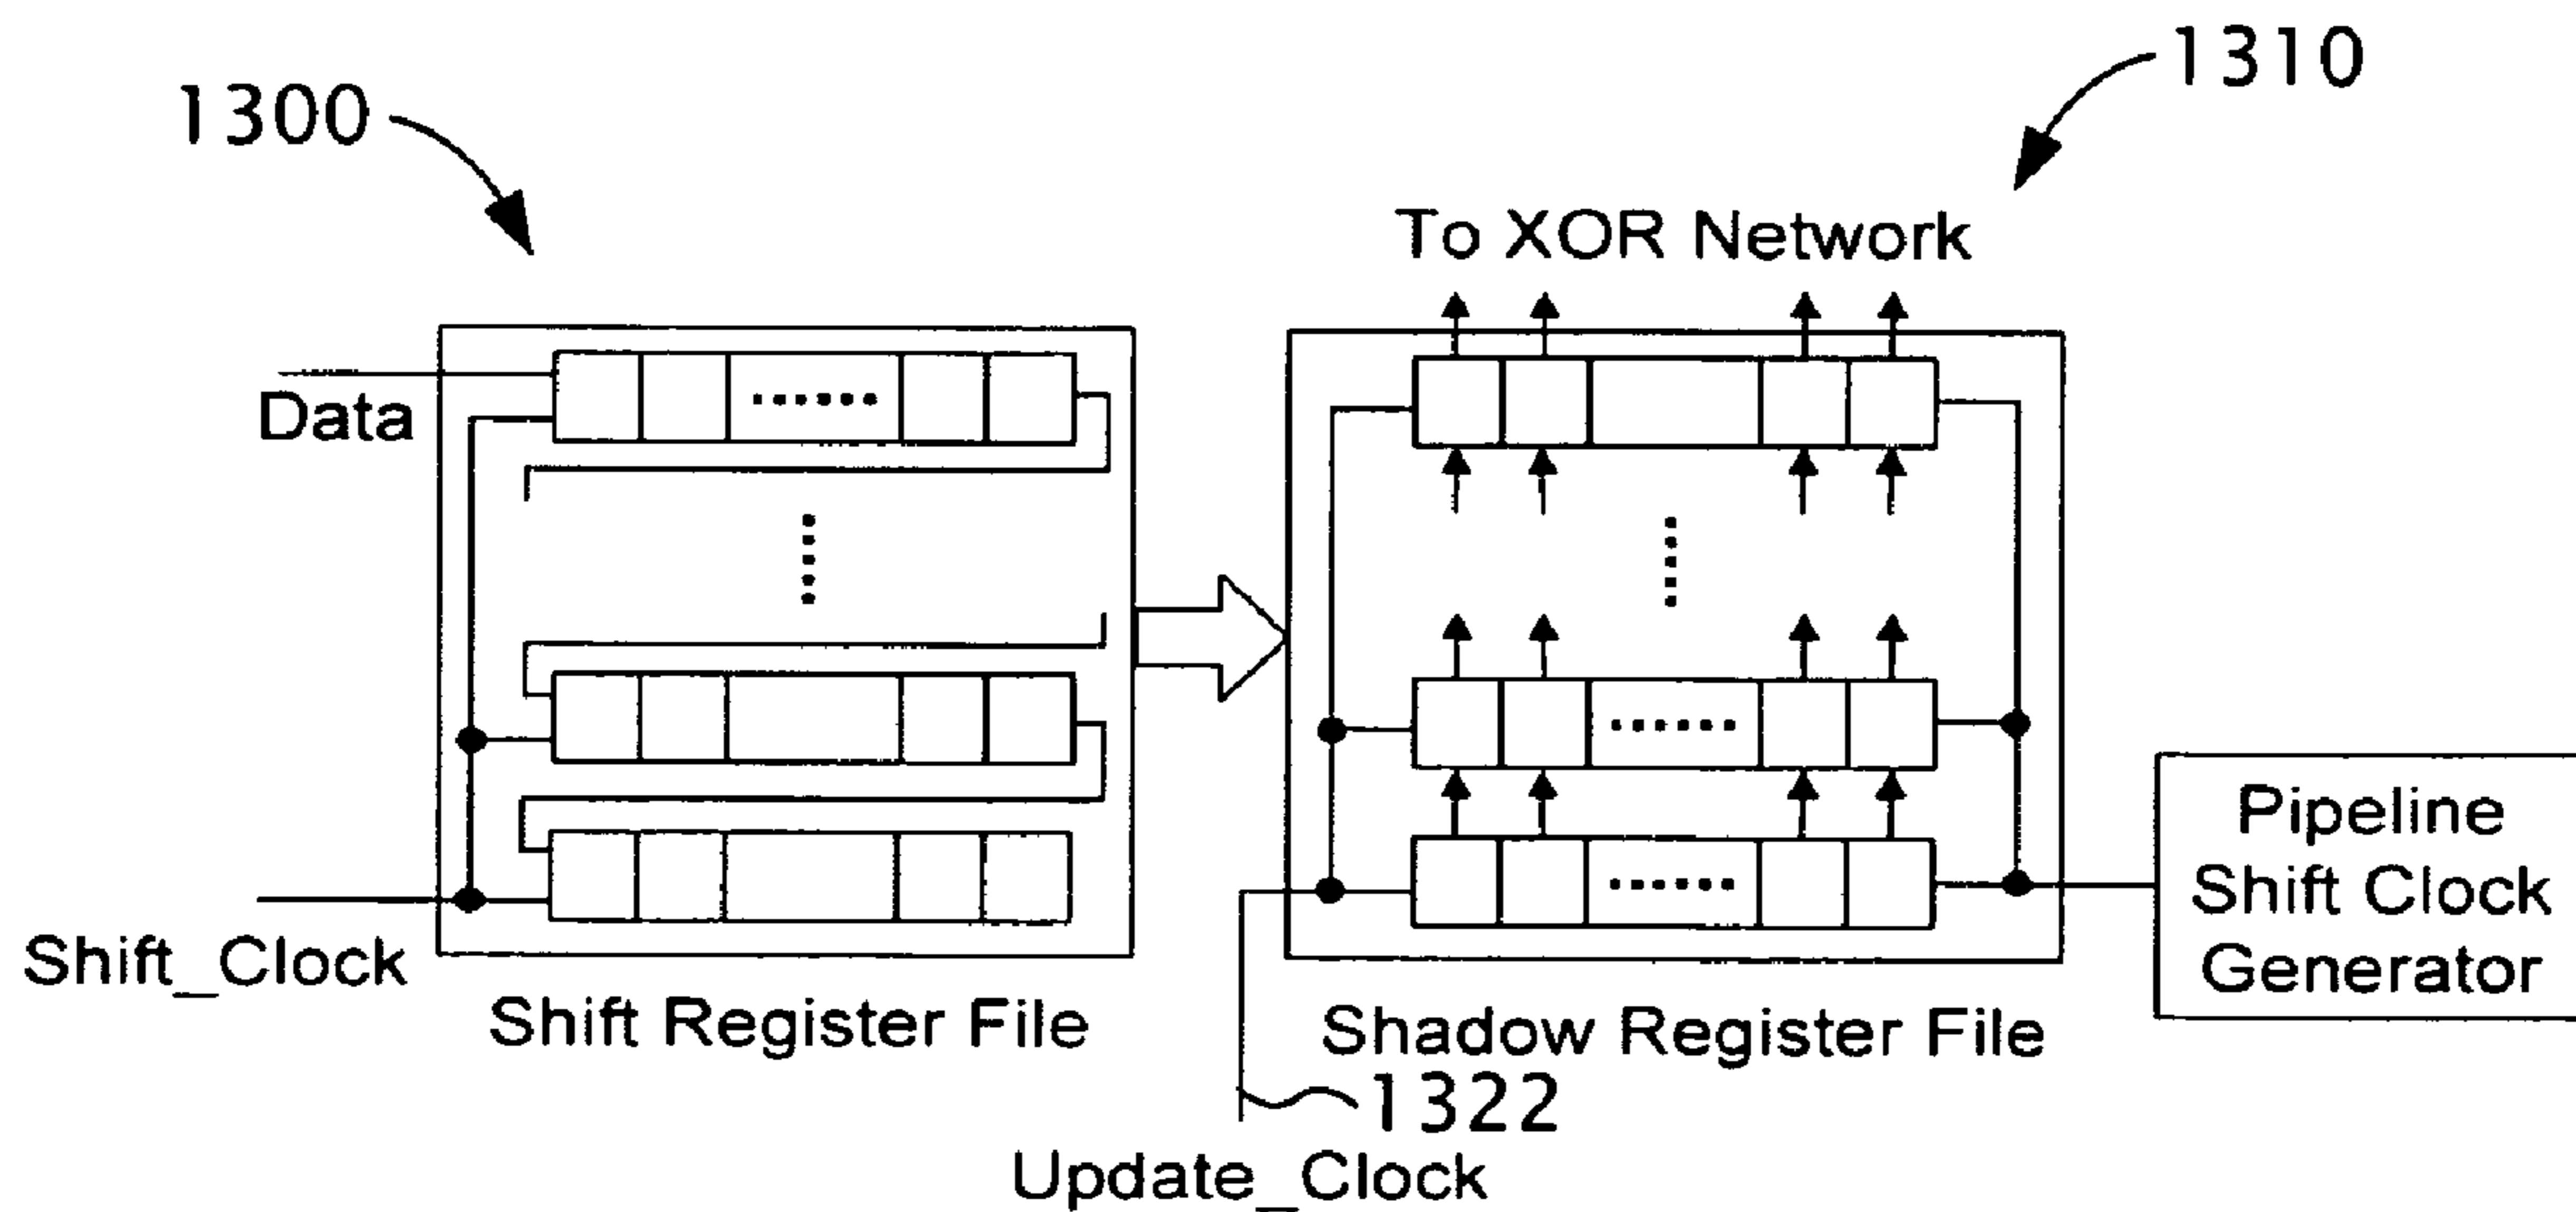 1300
1310
To XOR Network
Data
Shift_Clock
Shift Register File
Shadow Register File
1322
Update_Clock
Pipeline
Shift Clock
Generator